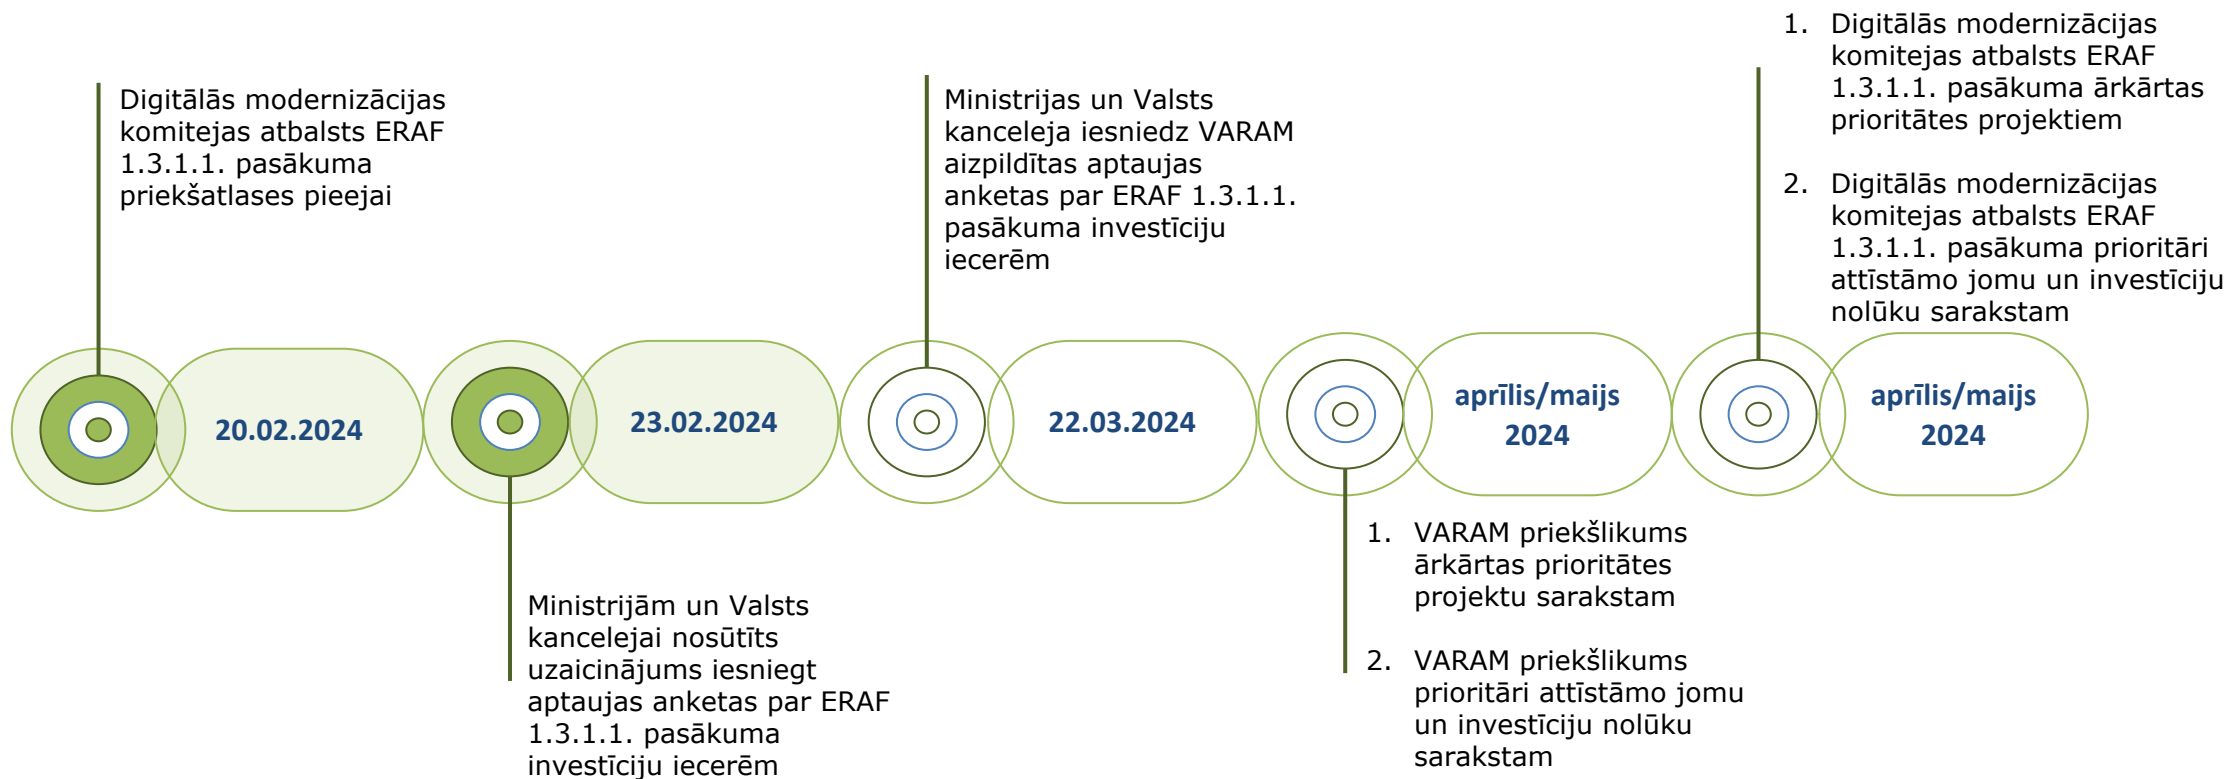 Digitālās modernizācijas
komitejas atbalsts ERAF
1.3.1.1. pasākuma
priekšatlases pieejai
20.02.2024
Ministrijām un Valsts
kancelejai nosūtīts
uzaicinājums iesniegt
aptaujas anketas par ERAF
1.3.1.1. pasākuma
investīciju iecerēm
23.02.2024
Ministrijas un Valsts
kanceleja iesniedz VARAM
aizpildītas aptaujas
anketas par ERAF 1.3.1.1.
pasākuma investīciju
iecerēm
22.03.2024
1. VARAM priekšlikums
ārkārtas prioritātes
projektu sarakstam
2. VARAM priekšlikums
prioritāri attīstāmo jomu
un investīciju nolūku
sarakstam
aprīlis/maijs
2024
1. Digitālās modernizācijas
komitejas atbalsts ERAF
1.3.1.1. pasākuma ārkārtas
prioritātes projektiem
2. Digitālās modernizācijas
komitejas atbalsts ERAF
1.3.1.1. pasākuma prioritāri
attīstāmo jomu un investīciju
nolūku sarakstam
aprīlis/maijs
2024